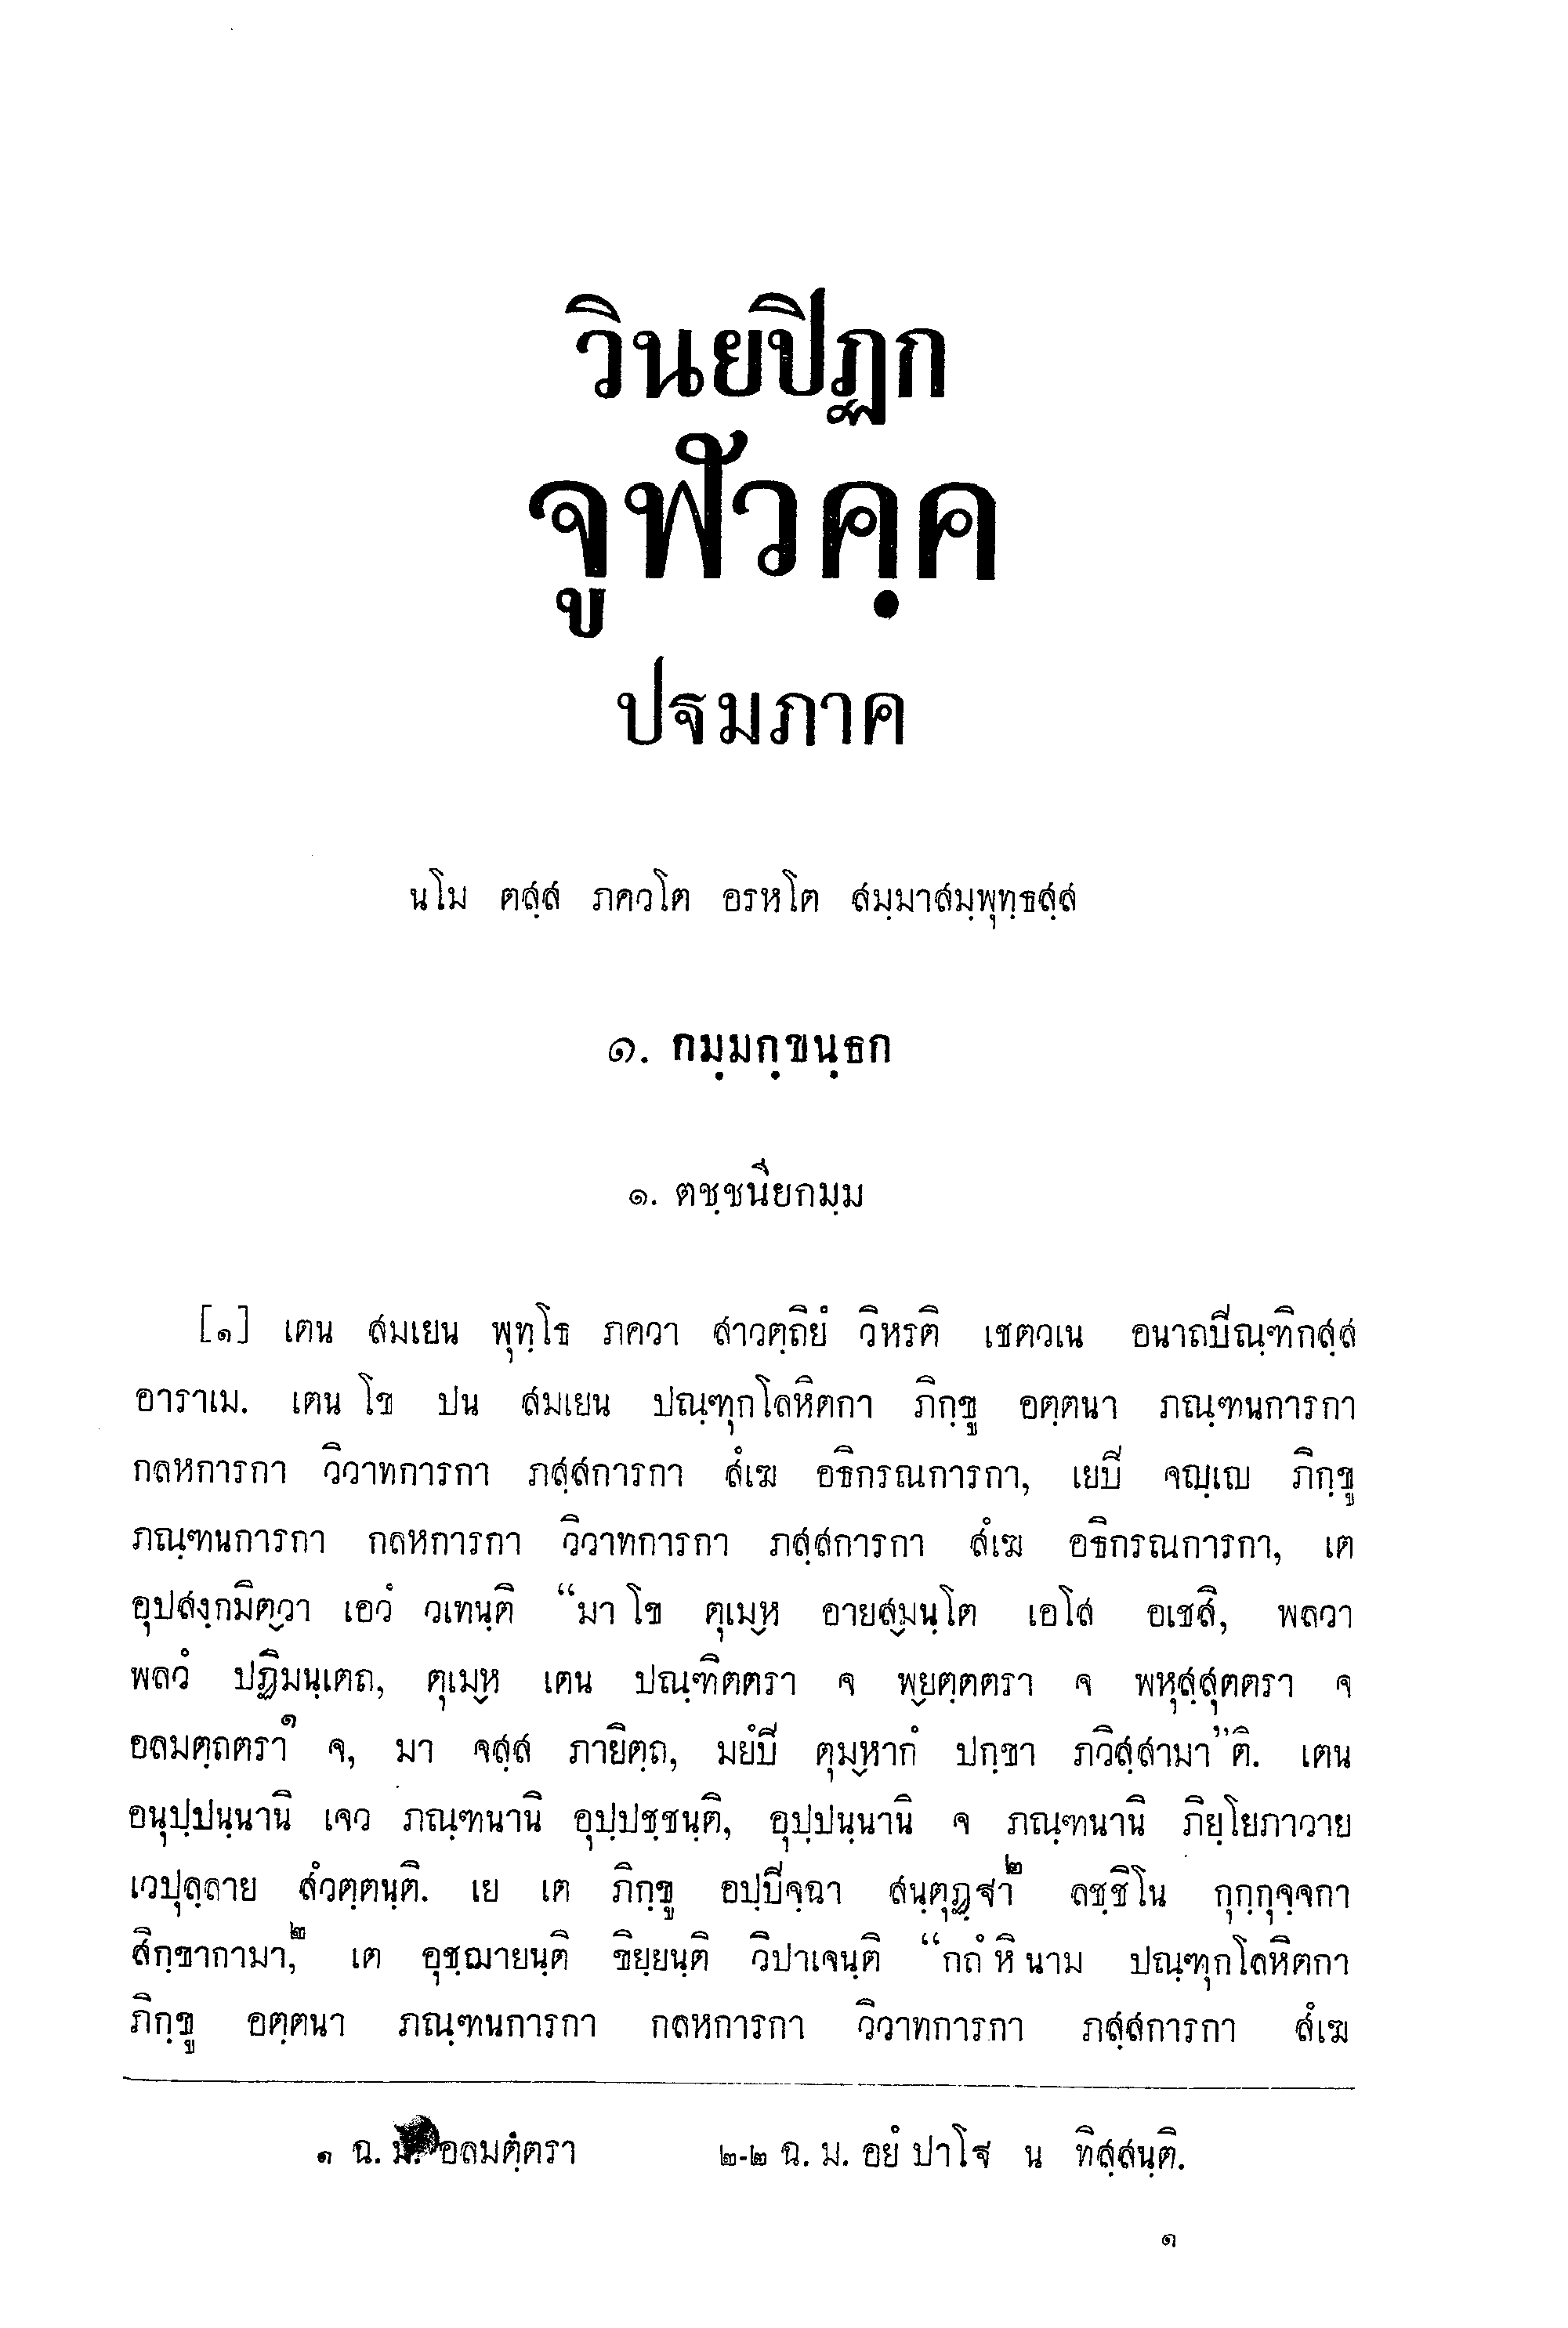 วินยปิฏก
จูฬวคฺค
ปฐมภาค
นโม ตสฺส ภควโต อรหโต สมฺมาสมฺพุทฺธสฺส
๑. กมฺมกฺขนฺธก
๑. ตชฺชนียกมฺม
[๑] เตน สมเยน พุทฺโธ ภควา สาวตฺถิยํ วิหรติ เชตวเน อนาถปิณฺฑิกสฺส
อาราเม. เตน โข ปน สมเยน ปณฺฑุกโลหิตกา ภิกฺขู อตฺตนา ภณฺฑนการกา
กลหการกา วิวาทการกา ภสฺสการกา สํเฆ อธิกรณการกา, เยปิ จญฺเญ ภิกฺขู
ภณฺฑนการกา กลหการกา วิวาทการกา ภสฺสการกา สํเฆ อธิกรณการกา, เต
อุปสงฺกมิตฺวา เอวํ วเทนฺติ “มา โข ตุเมฺห อายสฺมนฺโต เอโส อเชสิ, พลวา
พลวํ ปฏิมนฺเตถ, ตุเมฺห เตน ปณฺฑิตตรา จ พฺยตฺตตรา จ พหุสฺสุตตรา จ
อลมตฺถตรา๑ จ, มา จสฺส ภายิตฺถ, มยํปิ ตุมฺหากํ ปกฺขา ภวิสฺสามา”ติ. เตน
อนุปฺปนฺนานิ เจว ภณฺฑนานิ อุปฺปชฺชนฺติ, อุปฺปนฺนานิ จ ภณฺฑนานิ ภิยฺโยภาวาย
เวปุลฺลาย สํวตฺตนฺติ. เย เต ภิกฺขู อปฺปิจฺฉา สนฺตุฏฺฐา๒ ลชฺชิโน กุกฺกุจฺจกา
สิกฺขากามา,๒ เต อุชฺฌายนฺติ ขิยฺยนฺติ วิปาเจนฺติ “กถํ หิ นาม ปณฺฑุกโลหิตกา
ภิกฺขู อตฺตนา ภณฺฑนการกา กลหการกา วิวาทการกา ภสฺสการกา สํเฆ
๑ ฉ. ม. อลมตฺตรา ๒-๒ ฉ. ม. อยํ ปาโฐ น ทิสฺสนฺติ.
๑